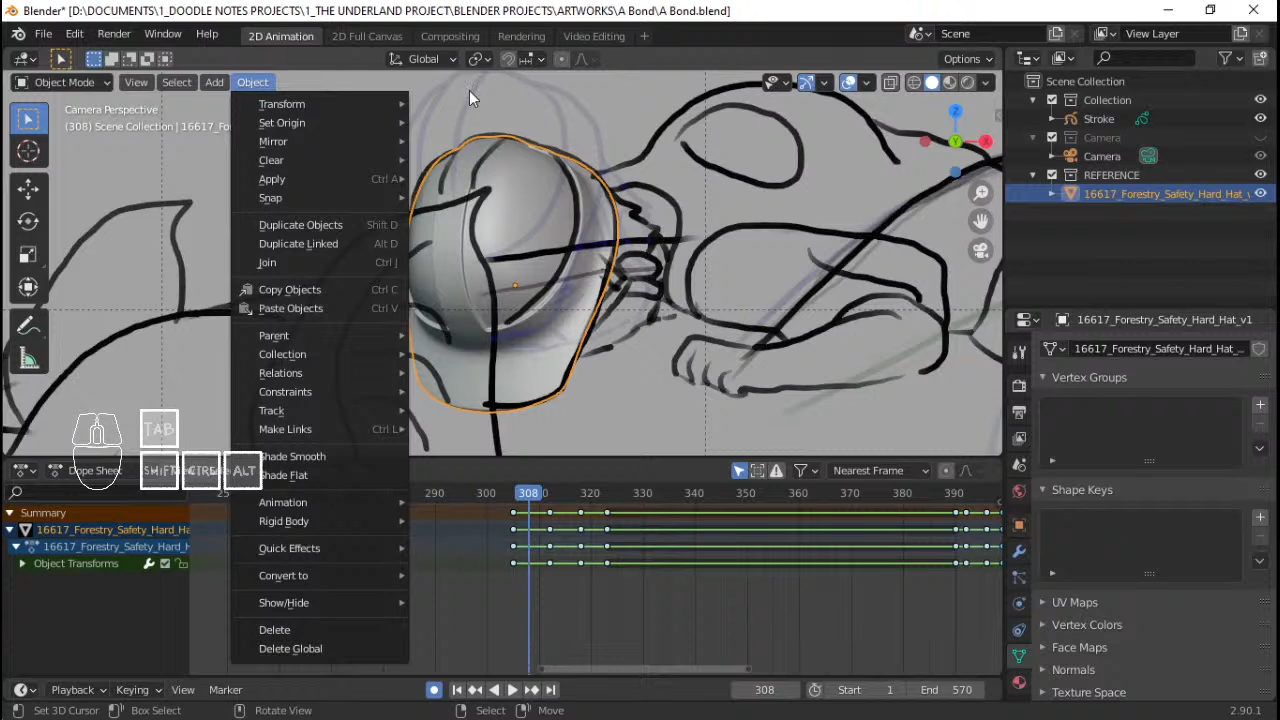 Blender* [D:\DOCUMENTS\1_DOODLE NOTES PROJECTS\1_THE UNDERLAND PROJECT\BLENDER PROJECTS\ARTWORKS\A Bond\A Bond.blend]
File Edit Render Window Help 2D Animation 2D Full Canvas Compositing Rendering Video Editing + Scene View Layer
Global Options
Object Mode View Select Add Object
Scene Collection
Camera Perspective
(308) Scene Collection | 16617_Fo
Collection
Stroke
Camera
Camera
REFERENCE
16617_Forestry_Safety_Hard_Hat_v
Transform
Set Origin
Mirror
Clear
Apply Ctrl A
Snap
Duplicate Objects Shift D
Duplicate Linked Alt D
Join Ctrl J
Copy Objects Ctrl C
Paste Objects Ctrl V
Parent
Collection
Relations
Constraints
Track
Make Links Ctrl L
Shade Smooth
Shade Flat
Animation
Rigid Body
Quick Effects
Convert to
Show/Hide
Delete
Delete Global
Z
Y
X
TAB
SHIFT CTRL ALT
16617_Forestry_Safety_Hard_Hat_v1
16617_Forestry_Safety_Hard_Hat_...
Vertex Groups
Shape Keys
UV Maps
Vertex Colors
Face Maps
Normals
Texture Space
Dope Sheet Nearest Frame
290 300 308 320 330 340 350 360 370 380 390
Summary
16617_Forestry_Safety_Hard_Ha
16617_Forestry_Safety_Hard_H
Object Transforms
Playback Keying View Marker 308 Start 1 End 570
Set 3D Cursor Box Select Rotate View Select Move 2.90.1